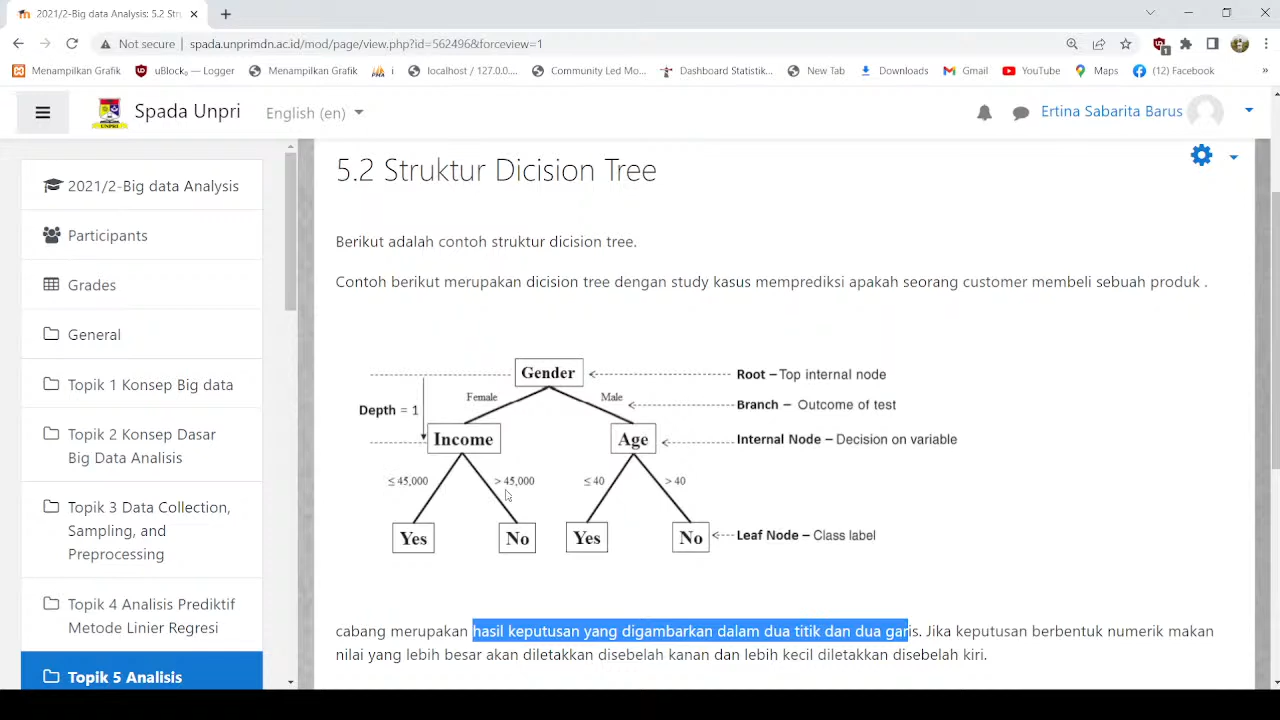 2021/2-Big data Analysis: 5.2 Str
Not secure
spada.unprimdn.ac.id/mod/page/view.php?id=562496&forceview=1
1
Menampilkan Grafik
uBlock₀ — Logger
Menampilkan Grafik
i
localhost / 127.0.0....
Community Led Mo...
Dashboard Statistik...
New Tab
Downloads
Gmail
YouTube
Maps
(12) Facebook
»
Spada Unpri
English (en)
Ertina Sabarita Barus
2021/2-Big data Analysis
Participants
Grades
General
Topik 1 Konsep Big data
Topik 2 Konsep Dasar
Big Data Analysis
Topik 3 Data Collection,
Sampling, and
Preprocessing
Topik 4 Analisis Prediktif
Metode Linier Regresi
Topik 5 Analisis
5.2 Struktur Dicision Tree
Berikut adalah contoh struktur dicision tree.
Contoh berikut merupakan dicision tree dengan study kasus memprediksi apakah seorang customer membeli sebuah produk .
Gender
Root – Top internal node
Female
Male
Branch – Outcome of test
Depth = 1
Income
Age
Internal Node – Decision on variable
≤ 45,000
> 45,000
≤ 40
> 40
Yes
No
Yes
No
Leaf Node – Class label
cabang merupakan hasil keputusan yang digambarkan dalam dua titik dan dua garis. Jika keputusan berbentuk numerik makan
nilai yang lebih besar akan diletakkan disebelah kanan dan lebih kecil diletakkan disebelah kiri.